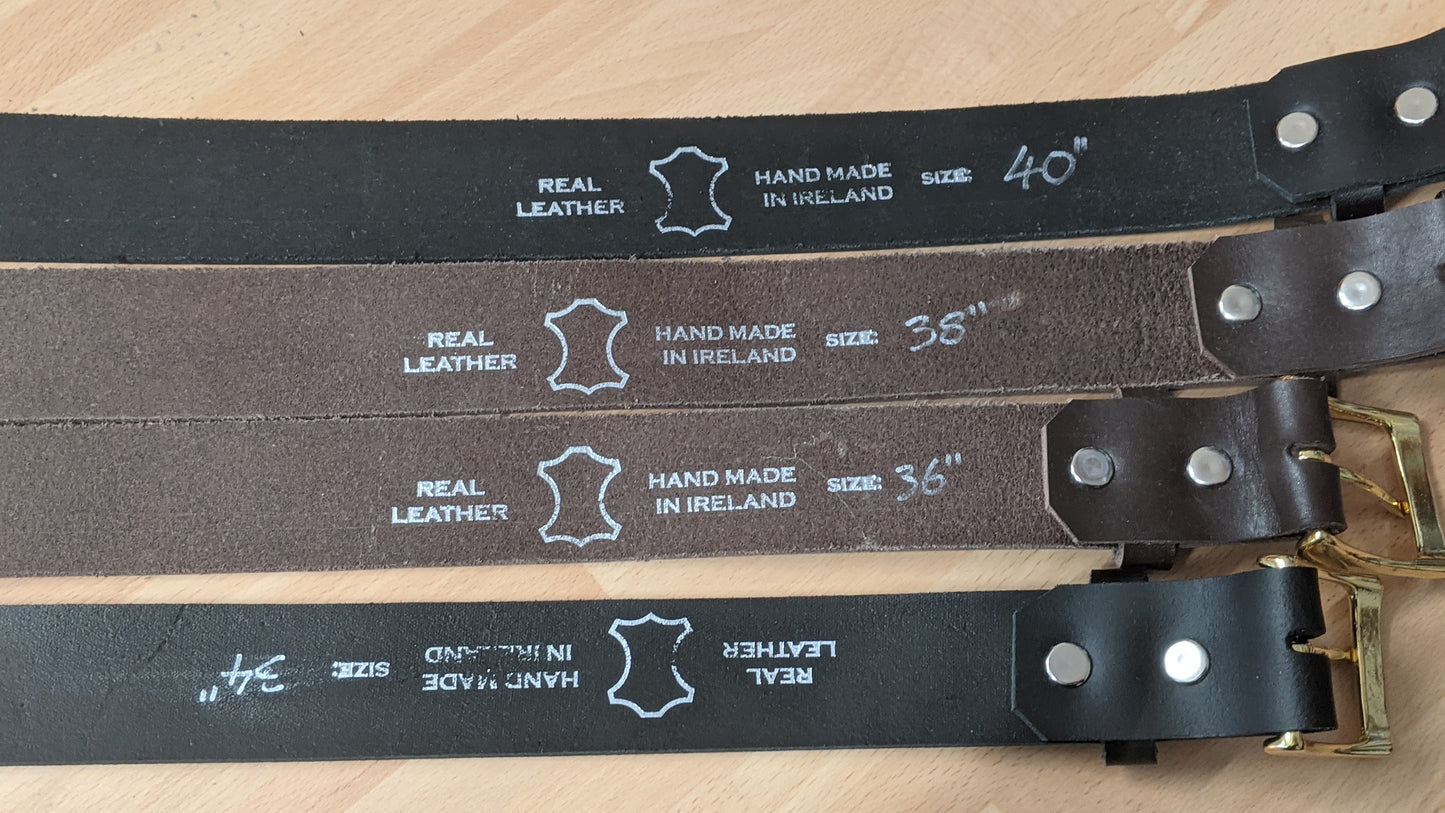 REAL
LEATHER
HAND MADE
IN IRELAND
SIZE: 40"
REAL
LEATHER
HAND MADE
IN IRELAND
SIZE: 38"
REAL
LEATHER
HAND MADE
IN IRELAND
SIZE: 36"
REAL
LEATHER
HAND MADE
IN IRELAND
SIZE: 34"